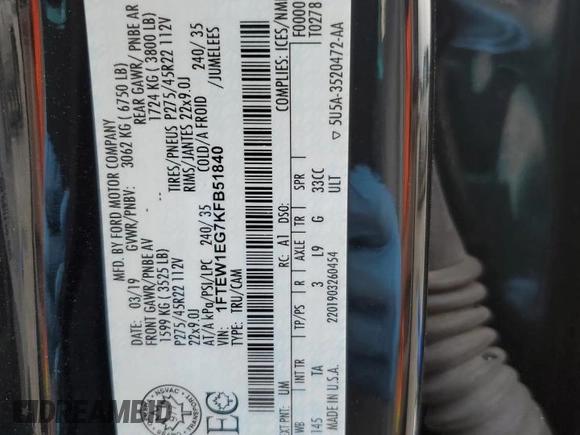 MFD. BY FORD MOTOR COMPANY
03/19 GVWR/PNBV: 3062 KG ( 6750 LB)
FRONT GAWR/PNBE AV REAR GAWR/ PNBE AR
1599 KG ( 3525 LB) 1724 KG ( 3800 LB)
P275/45R22 112V TIRES/PNEUS P275/45R22 112V
22x9.0J RIMS/JANTES 22x9.0J
AT/A kPa/PSI/LPC 240/ 35 COLD/A FROID 240/ 35
VIN: 1FTEW1EG7KFB51840 /JUMELEES
TYPE: TRU/CAM
EXT PNT: UM RC: A1 DSO:
WB INT TR TP/PS R AXLE TR SPR
145 TA 3 L9 G 33CC
ULT
MADE IN U.S.A. 2201903260454
ICES/NMI
F0000
T0278
▽ 5U5A-3520472-AA
NGVAC
EC
DREAMBID